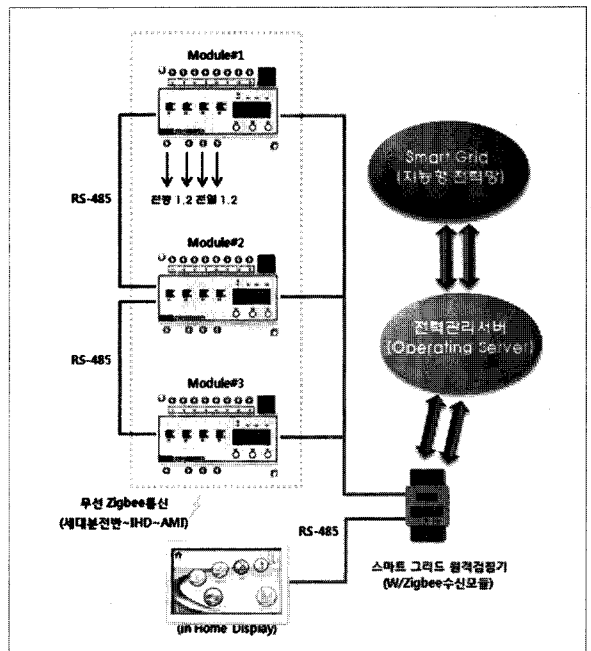 Module#1
RS-485
전등 1.2 전열 1.2
Module#2
RS-485
Module#3
무선 Zigbee통신
(세대분전반~IHD~AMI)
RS-485
(In Home Display)
Smart Grid
(지능형 전력망)
전력관리서버
(Operating Server)
스마트 그리드 원격검침기
(W/Zigbee수신모듈)